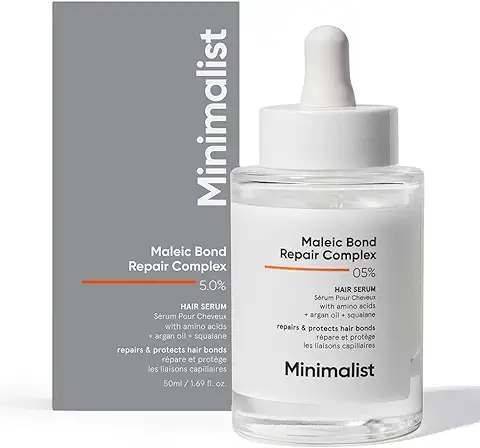 Minimalist
Maleic Bond
Repair Complex
5.0%
HAIR SERUM
Sérum Pour Cheveux
with amino acids
+ argan oil + squalane
repairs & protects hair bonds
répare et protège
les liaisons capillaires
50ml / 1.69 fl. oz.
Maleic Bond
Repair Complex
05%
HAIR SERUM
Sérum Pour Cheveux
with amino acids
+ argan oil + squalane
repairs & protects hair bonds
répare et protège
les liaisons capillaires
Minimalist